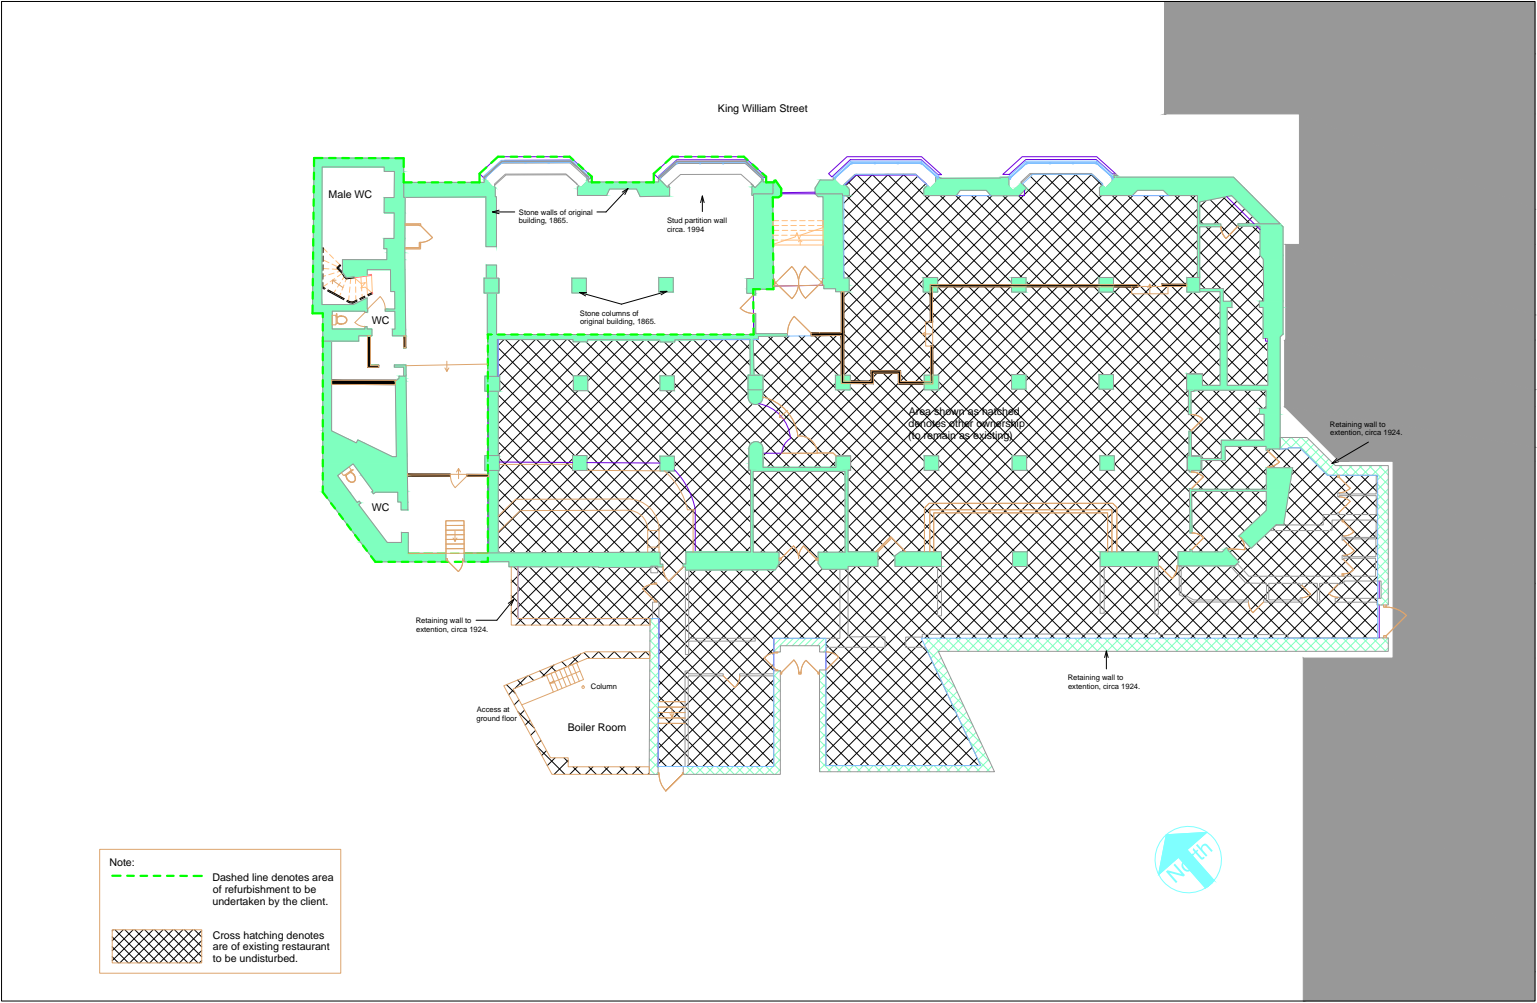 King William Street
Male WC
Stone walls of original
building, 1865.
Stud partition wall
circa. 1994
Stone columns of
original building, 1865.
WC
Area shown as hatched
denotes other ownership
(to remain as existing)
Retaining wall to
extention, circa 1924.
WC
Retaining wall to
extention, circa 1924.
Column
Access at
ground floor
Boiler Room
Retaining wall to
extention, circa 1924.
North
Note:
Dashed line denotes area
of refurbishment to be
undertaken by the client.
Cross hatching denotes
are of existing restaurant
to be undisturbed.